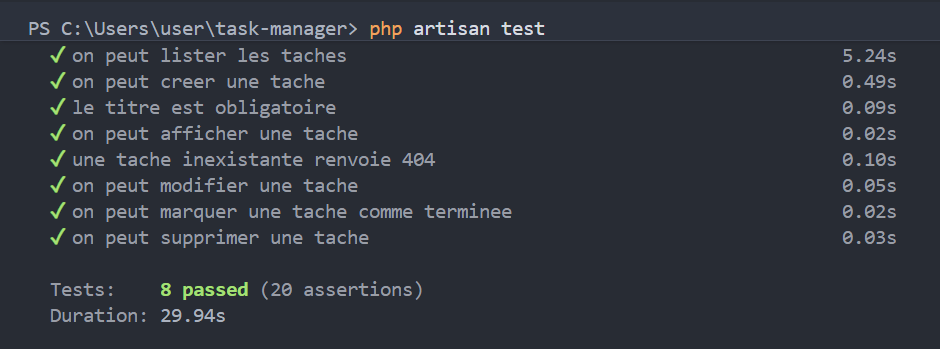 PS C:\Users\user\task-manager> php artisan test
✓ on peut lister les taches 5.24s
✓ on peut creer une tache 0.49s
✓ le titre est obligatoire 0.09s
✓ on peut afficher une tache 0.02s
✓ une tache inexistante renvoie 404 0.10s
✓ on peut modifier une tache 0.05s
✓ on peut marquer une tache comme terminee 0.02s
✓ on peut supprimer une tache 0.03s
Tests: 8 passed (20 assertions)
Duration: 29.94s